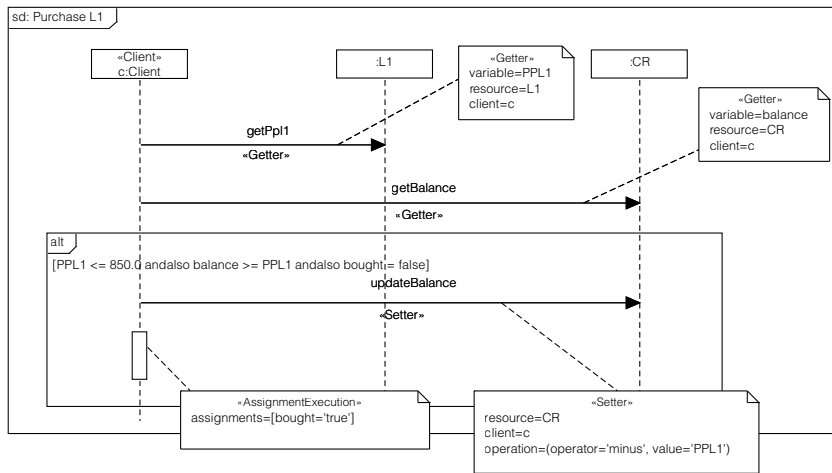 sd: Purchase L1
«Client»
c:Client
:L1
«Getter»
variable=PPL1
resource=L1
client=c
:CR
«Getter»
variable=balance
resource=CR
client=c
getPpl1
«Getter»
getBalance
«Getter»
alt
[PPL1 <= 850.0 andalso balance >= PPL1 andalso bought = false]
updateBalance
«Setter»
«AssignmentExecution»
assignments=[bought='true']
«Setter»
resource=CR
client=c
operation=(operator='minus', value='PPL1')